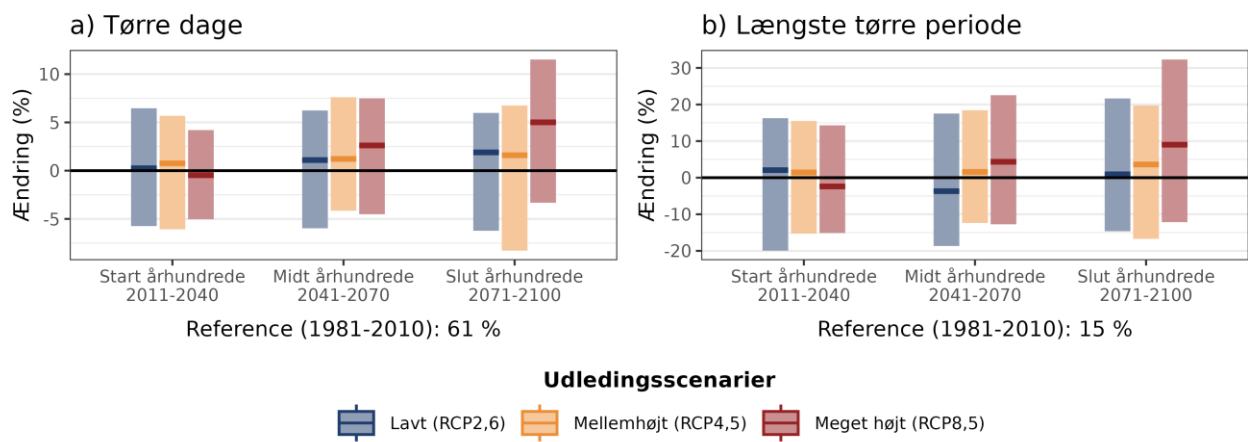 a) Tørre dage
Ændring (%)
10
5
0
-5
Start århundrede
2011-2040
Midt århundrede
2041-2070
Slut århundrede
2071-2100
Reference (1981-2010): 61 %
b) Længste tørre periode
Ændring (%)
30
20
10
0
-10
-20
Start århundrede
2011-2040
Midt århundrede
2041-2070
Slut århundrede
2071-2100
Reference (1981-2010): 15 %
Udledingsscenarier
Lavt (RCP2,6)
Mellemhøjt (RCP4,5)
Meget højt (RCP8,5)